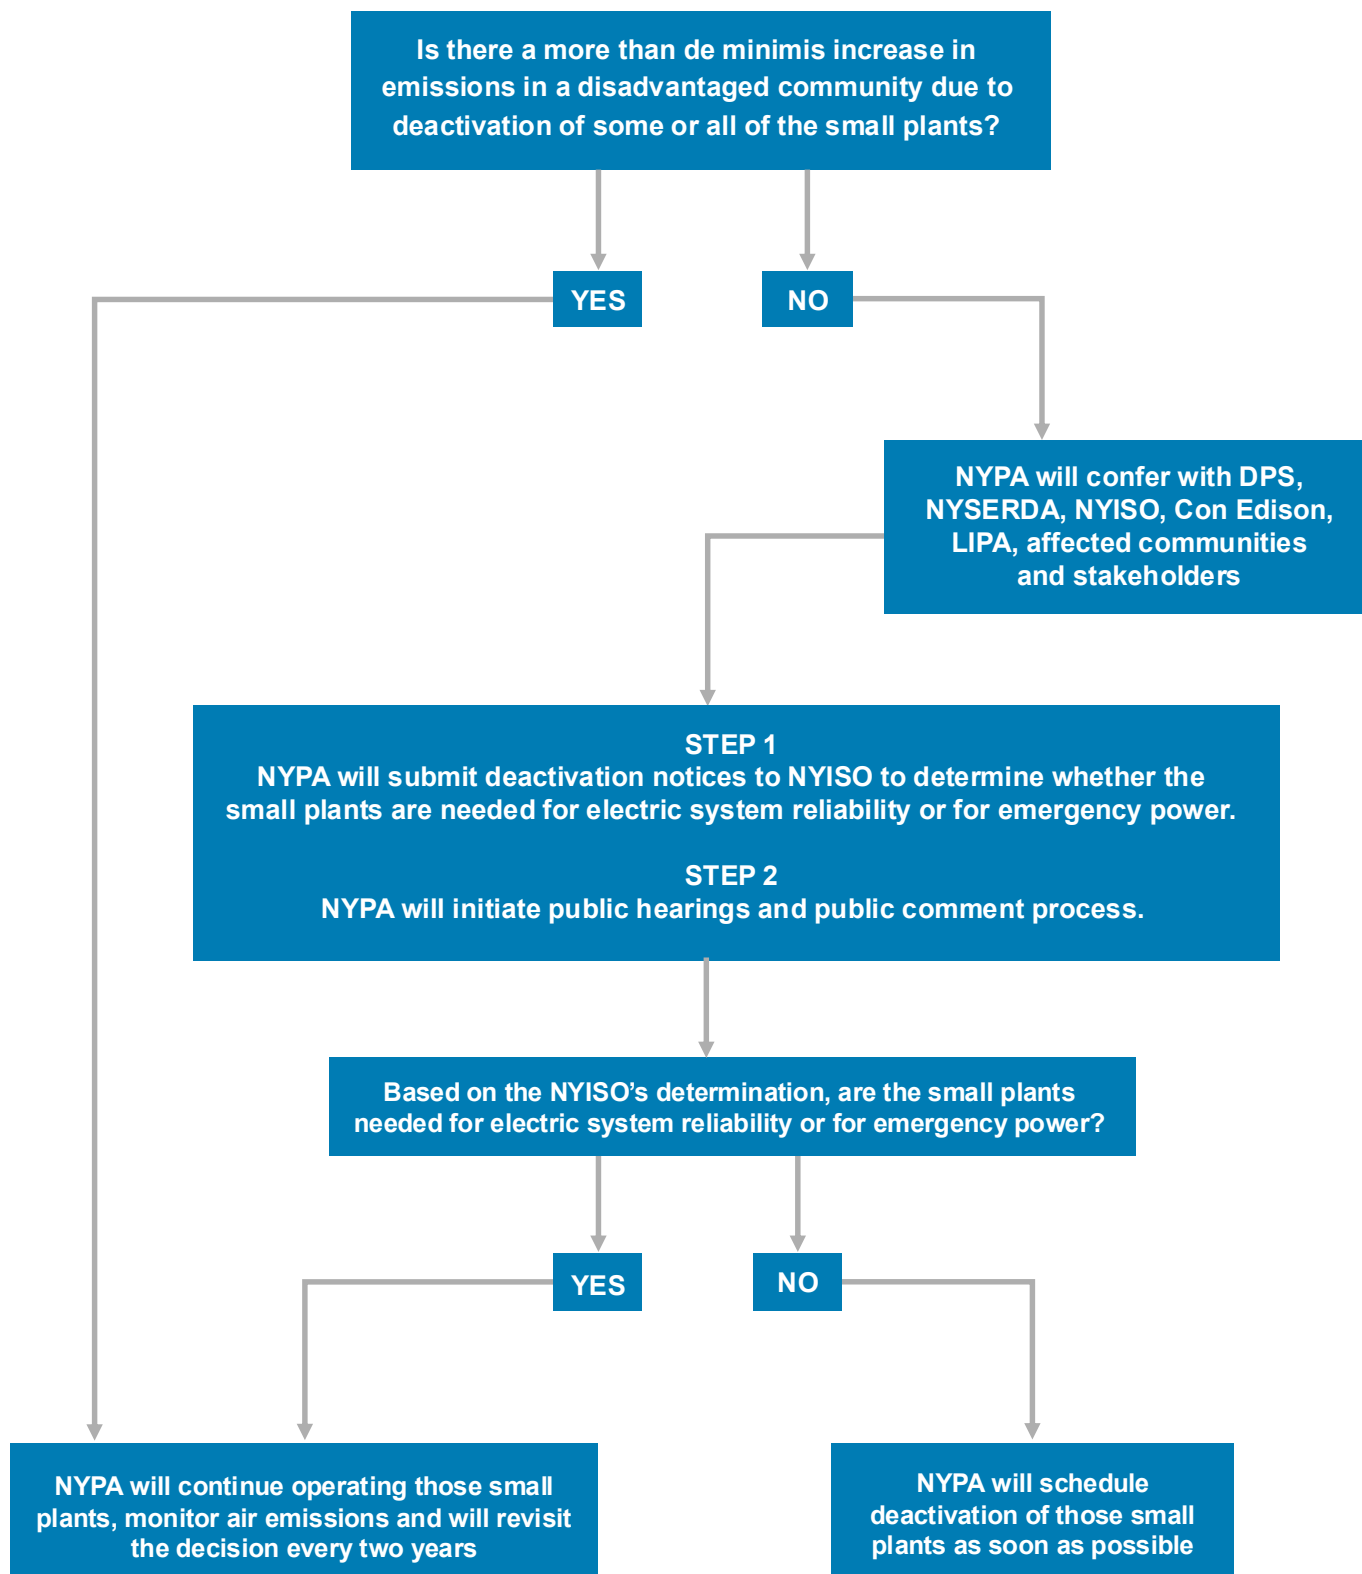 Is there a more than de minimis increase in
emissions in a disadvantaged community due to
deactivation of some or all of the small plants?
YES
NO
NYPA will confer with DPS,
NYSERDA, NYISO, Con Edison,
LIPA, affected communities
and stakeholders
STEP 1
NYPA will submit deactivation notices to NYISO to determine whether the
small plants are needed for electric system reliability or for emergency power.
STEP 2
NYPA will initiate public hearings and public comment process.
Based on the NYISO’s determination, are the small plants
needed for electric system reliability or for emergency power?
YES
NO
NYPA will continue operating those small
plants, monitor air emissions and will revisit
the decision every two years
NYPA will schedule
deactivation of those small
plants as soon as possible